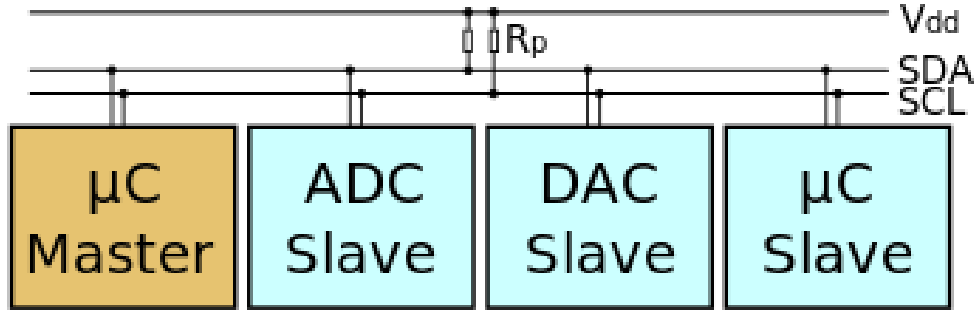 Vdd
Rp
SDA
SCL
µC
Master
ADC
Slave
DAC
Slave
µC
Slave